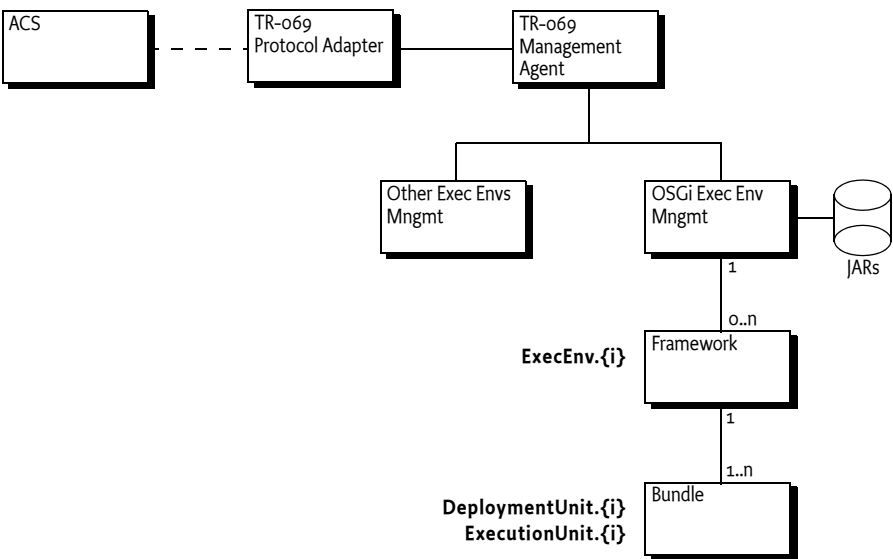 ACS
TR-069
Protocol Adapter
TR-069
Management
Agent
Other Exec Envs
Mngmt
OSGi Exec Env
Mngmt
JARs
1
0..n
ExecEnv.{i}
Framework
1
1..n
DeploymentUnit.{i}
ExecutionUnit.{i}
Bundle